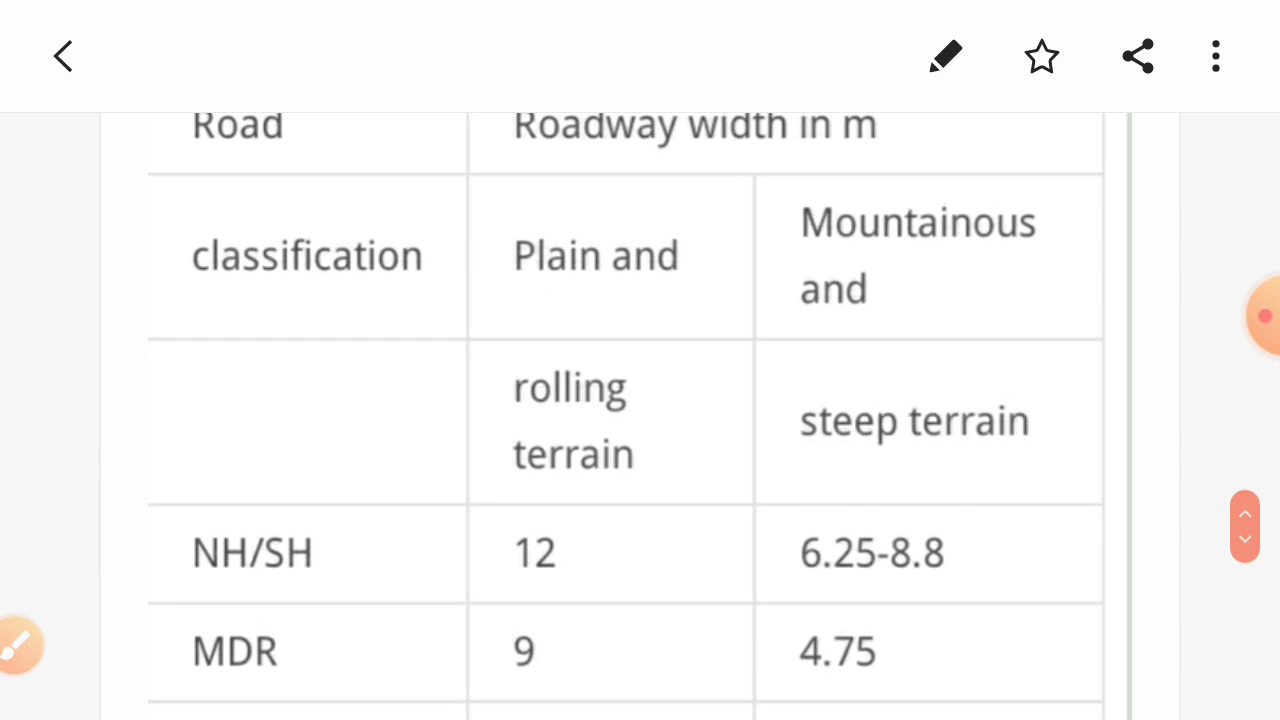 Road Roadway width in m
classification Plain and Mountainous and
rolling terrain steep terrain
NH/SH 12 6.25-8.8
MDR 9 4.75